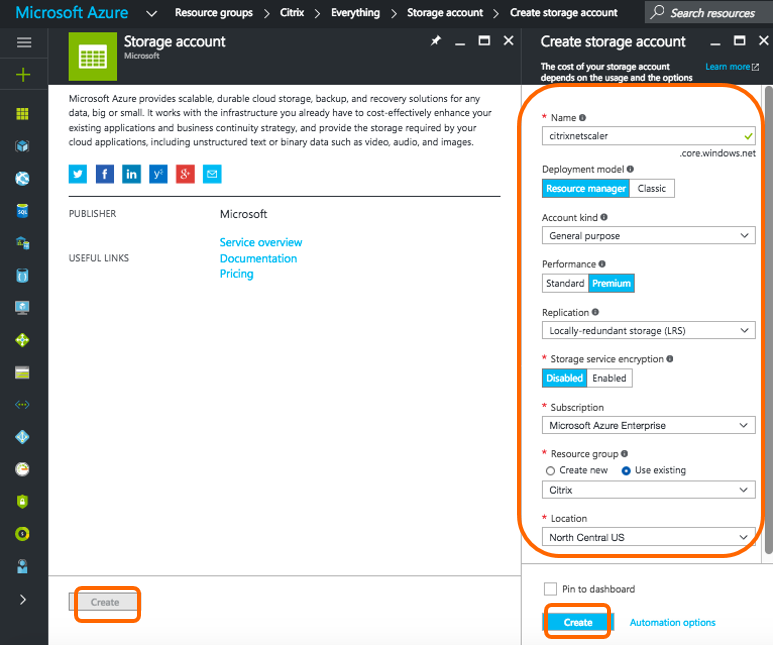 Microsoft Azure
Resource groups > Citrix > Everything > Storage account > Create storage account
Search resources
Storage account
Microsoft
Microsoft Azure provides scalable, durable cloud storage, backup, and recovery solutions for any
data, big or small. It works with the infrastructure you already have to cost-effectively enhance your
existing applications and business continuity strategy, and provide the storage required by your
cloud applications, including unstructured text or binary data such as video, audio, and images.
PUBLISHER
Microsoft
USEFUL LINKS
Service overview
Documentation
Pricing
Create
Create storage account
The cost of your storage account
depends on the usage and the options
Learn more
* Name
citrixnetscaler
.core.windows.net
Deployment model
Resource manager Classic
Account kind
General purpose
Performance
Standard Premium
Replication
Locally-redundant storage (LRS)
* Storage service encryption
Disabled Enabled
* Subscription
Microsoft Azure Enterprise
* Resource group
Create new Use existing
Citrix
* Location
North Central US
Pin to dashboard
Create Automation options